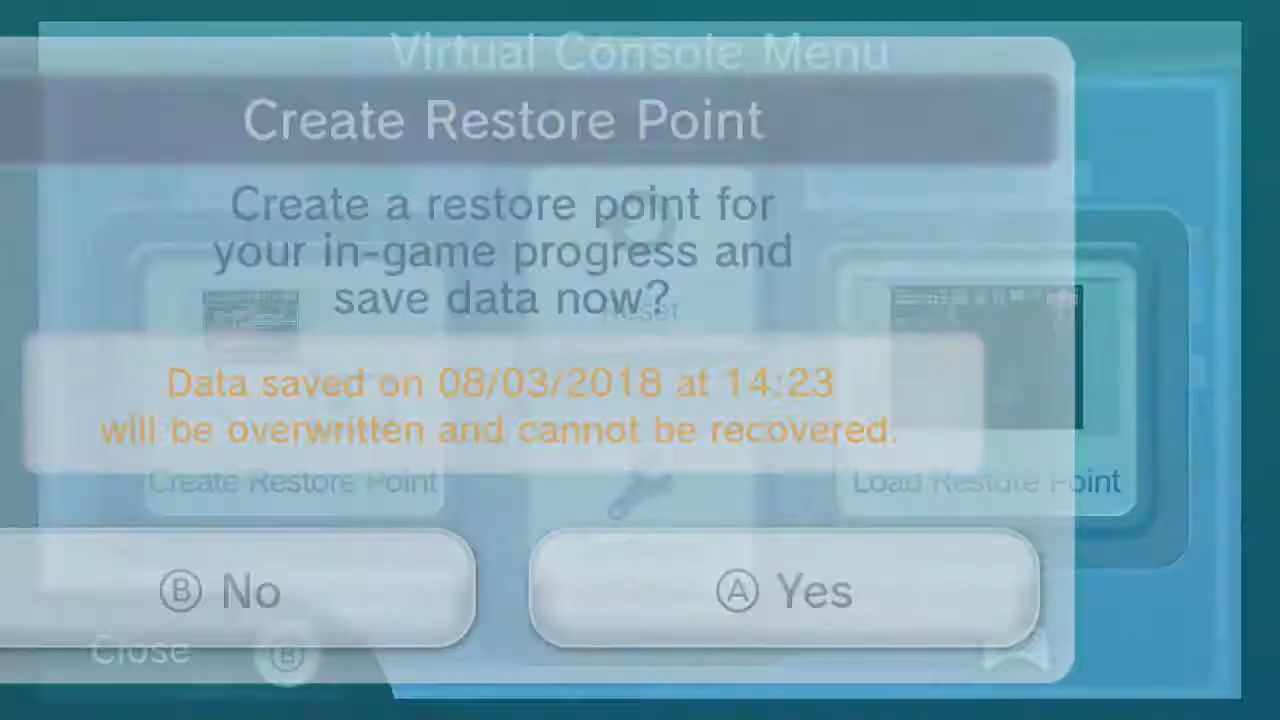 Virtual Console Menu
Create Restore Point
Create a restore point for
your in-game progress and
save data now?
Reset
Data saved on 08/03/2018 at 14:23
will be overwritten and cannot be recovered.
Create Restore Point
Load Restore Point
Ⓑ No
Ⓐ Yes
Close Ⓑ